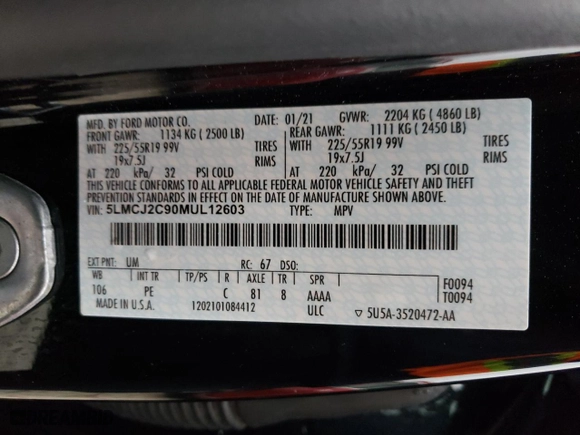 MFD. BY FORD MOTOR CO. DATE: 01/21 GVWR: 2204 KG ( 4860 LB)
FRONT GAWR: 1134 KG ( 2500 LB) REAR GAWR: 1111 KG ( 2450 LB)
WITH 225/55R19 99V TIRES WITH 225/55R19 99V TIRES
19x7.5J RIMS 19x7.5J RIMS
AT 220 kPa/ 32 PSI COLD AT 220 kPa/ 32 PSI COLD
THIS VEHICLE CONFORMS TO ALL APPLICABLE FEDERAL MOTOR VEHICLE SAFETY AND THEFT
PREVENTION STANDARDS IN EFFECT ON THE DATE OF MANUFACTURE SHOWN ABOVE.
VIN: 5LMCJ2C90MUL12603 TYPE: MPV
EXT PNT: UM RC: 67 DSO:
WB INT TR TP/PS R AXLE TR SPR F0094
106 PE C 81 8 AAAA T0094
MADE IN U.S.A. 1202101084412 ULC ▽ 5U5A-3520472-AA